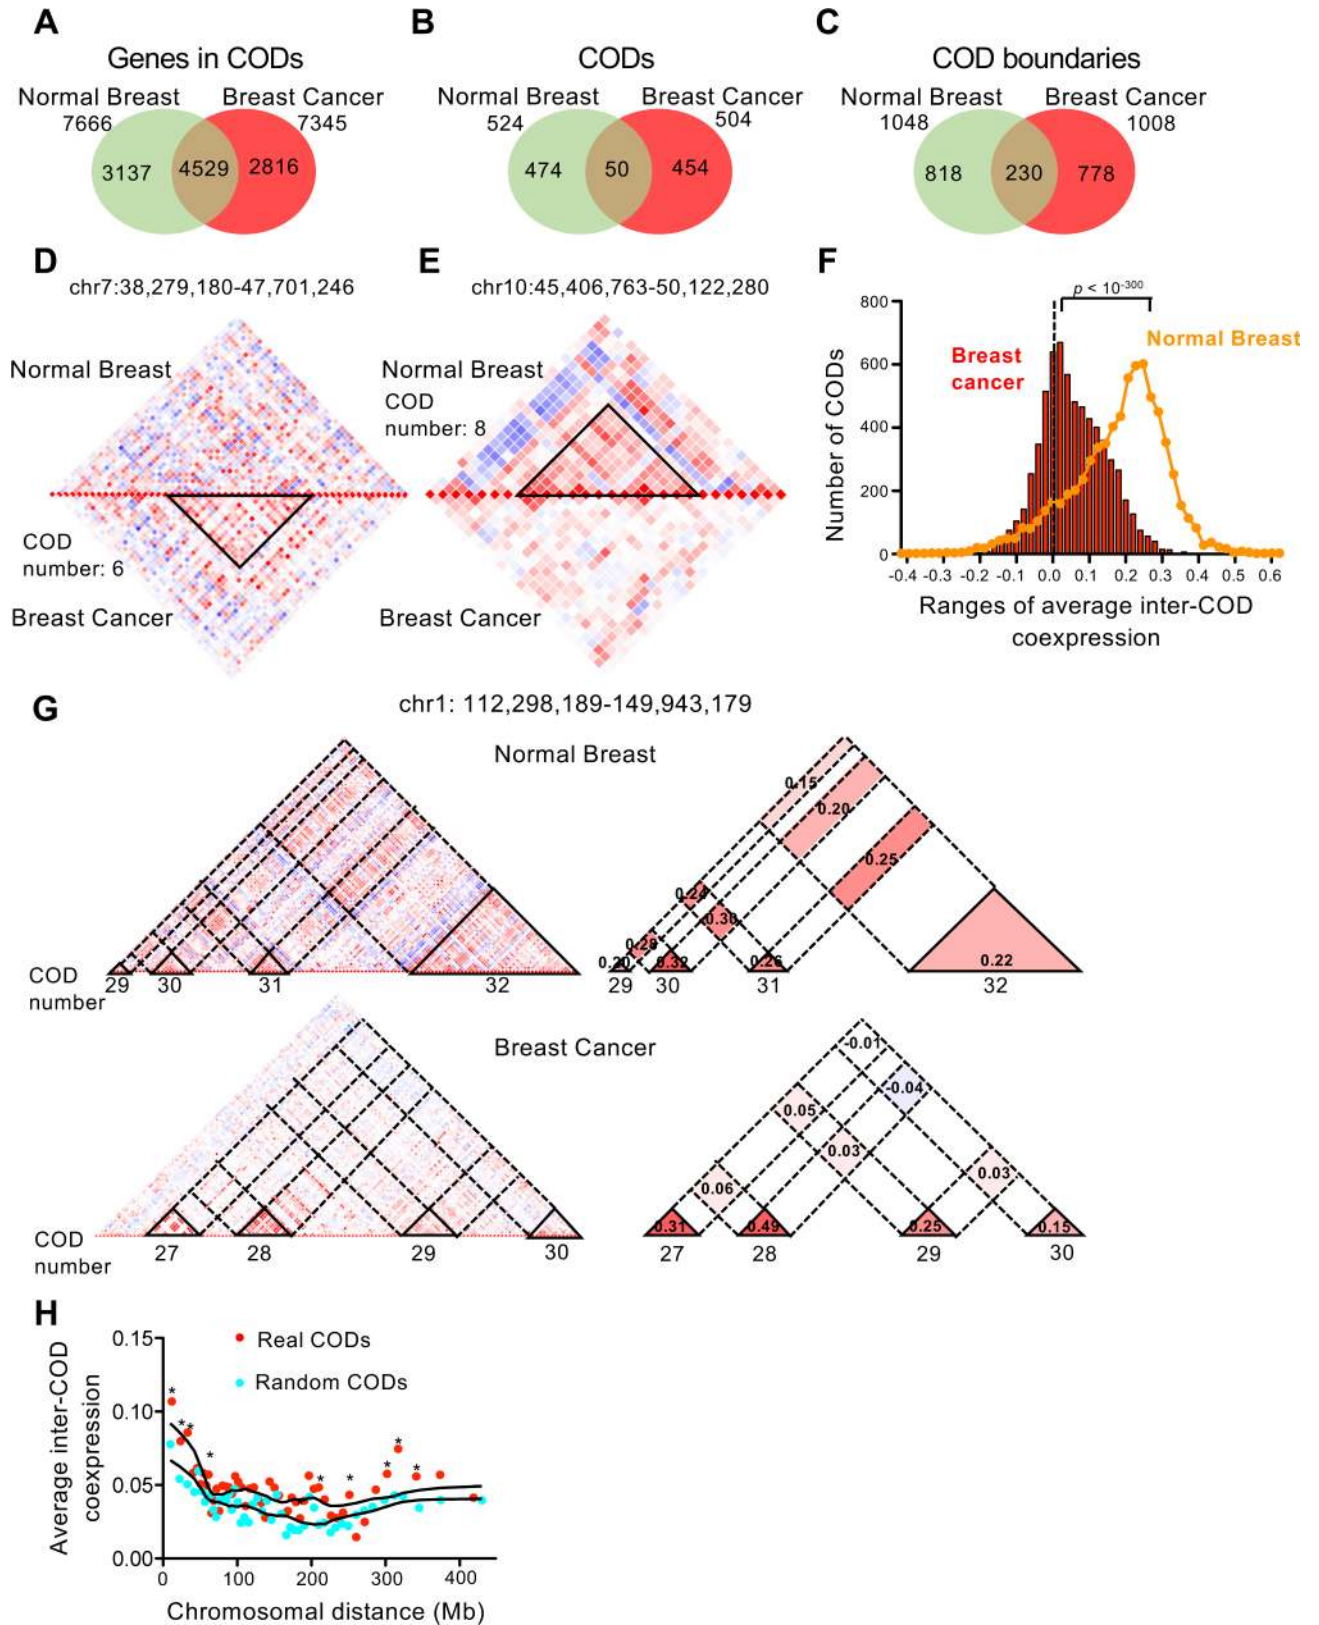 A
B
C
Genes in CODs
CODs
COD boundaries
Normal Breast
Breast Cancer
Normal Breast
Breast Cancer
Normal Breast
Breast Cancer
7666
7345
524
504
1048
1008
3137
4529
2816
474
50
454
818
230
778
D
E
F
chr7:38,279,180-47,701,246
chr10:45,406,763-50,122,280
Normal Breast
COD
number: 6
Breast Cancer
Normal Breast
COD
number: 8
Breast Cancer
p < 10-300
Breast
cancer
Normal Breast
Number of CODs
800
600
400
200
0
-0.4 -0.3 -0.2 -0.1 0.0 0.1 0.2 0.3 0.4 0.5 0.6
Ranges of average inter-COD
coexpression
G
chr1: 112,298,189-149,943,179
Normal Breast
COD
number
29
30
31
32
0.15
0.20
0.25
0.24
0.30
0.28
0.20
0.32
0.26
0.22
29
30
31
32
Breast Cancer
COD
number
27
28
29
30
-0.01
-0.04
0.05
0.03
0.03
0.06
0.31
0.49
0.25
0.15
27
28
29
30
H
Average inter-COD
coexpression
0.15
0.10
0.05
0.00
Real CODs
Random CODs
* * * * * * * * *
0 100 200 300 400
Chromosomal distance (Mb)